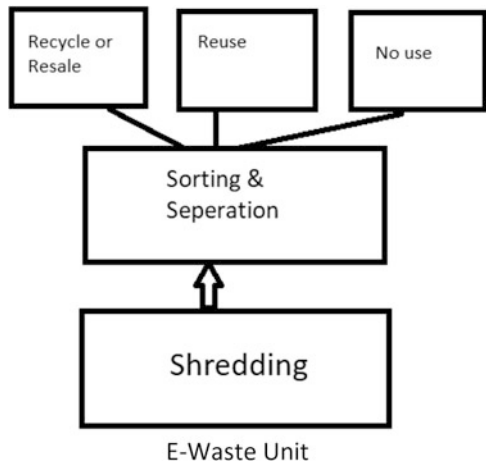 Recycle or
Resale
Reuse
No use
Sorting &
Seperation
Shredding
E-Waste Unit